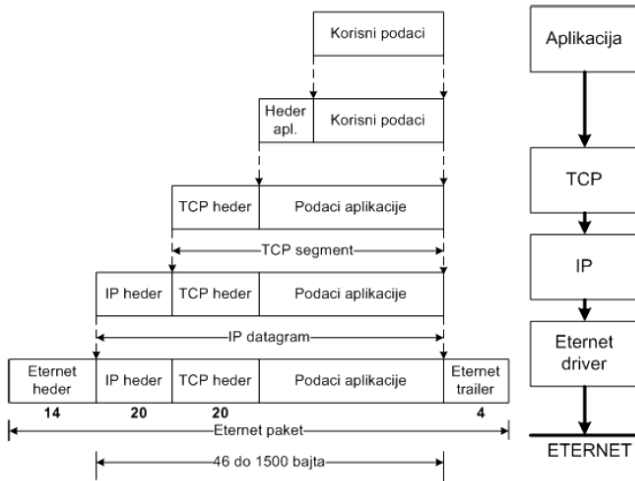 Korisni podaci
Aplikacija
Heder
apl.
Korisni podaci
TCP heder
Podaci aplikacije
TCP
TCP segment
IP heder
TCP heder
Podaci aplikacije
IP
IP datagram
Eternet
heder
IP heder
TCP heder
Podaci aplikacije
Eternet
trailer
Eternet
driver
14
20
20
4
Eternet paket
ETERNET
46 do 1500 bajta